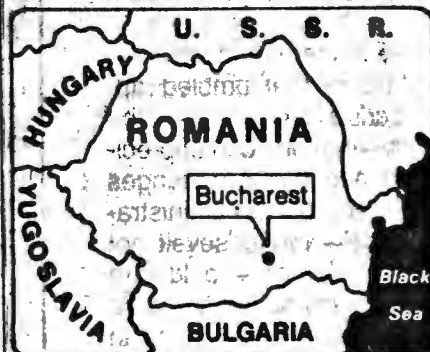 U. S. S. R.
HUNGARY
ROMANIA
Bucharest
YUGOSLAVIA
Black
Sea
BULGARIA